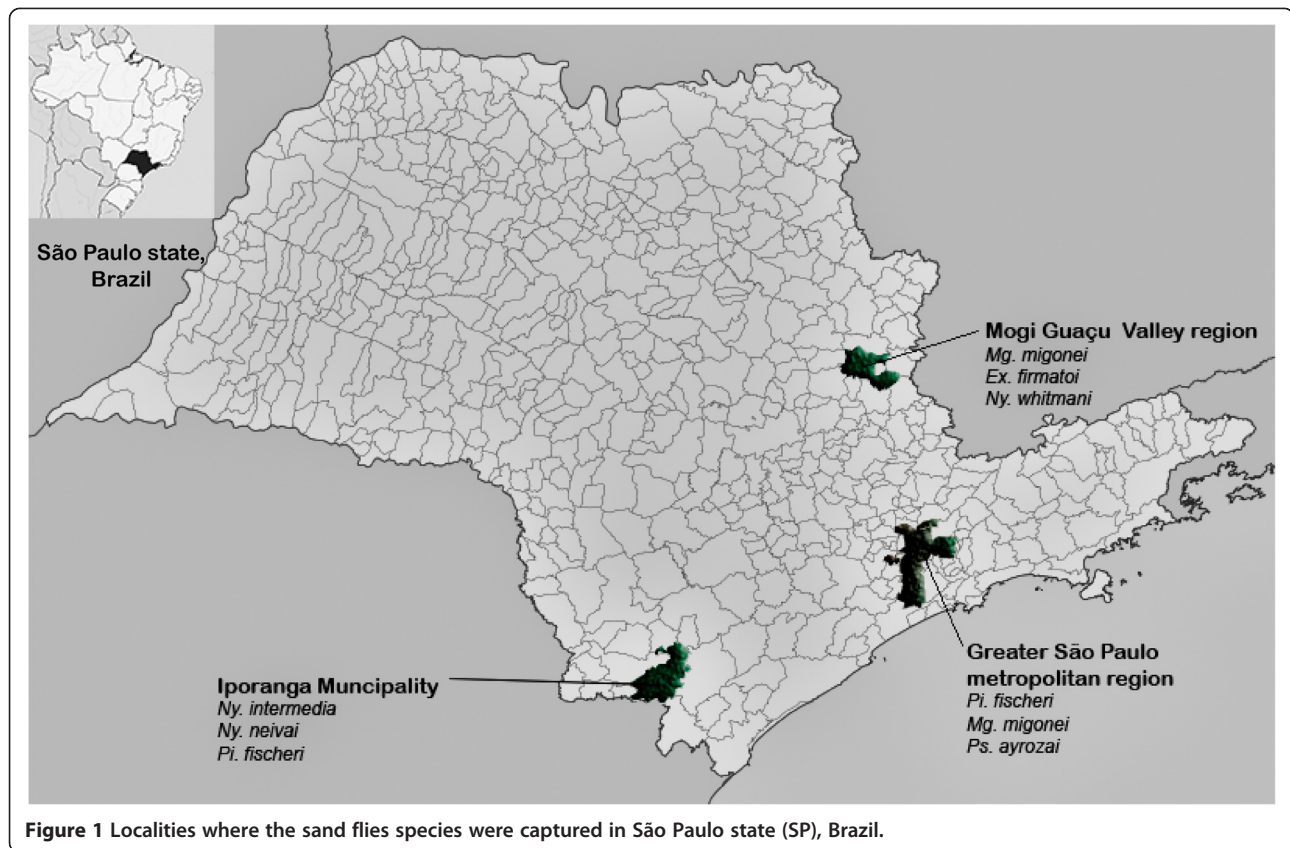 São Paulo state,
Brazil
Mogi Guaçu Valley region
Mg. migonei
Ex. firmatoi
Ny. whitmani
Greater São Paulo
metropolitan region
Pi. fischeri
Mg. migonei
Ps. ayrozai
Iporanga Muncipality
Ny. intermedia
Ny. neivai
Pi. fischeri
Figure 1 Localities where the sand flies species were captured in São Paulo state (SP), Brazil.